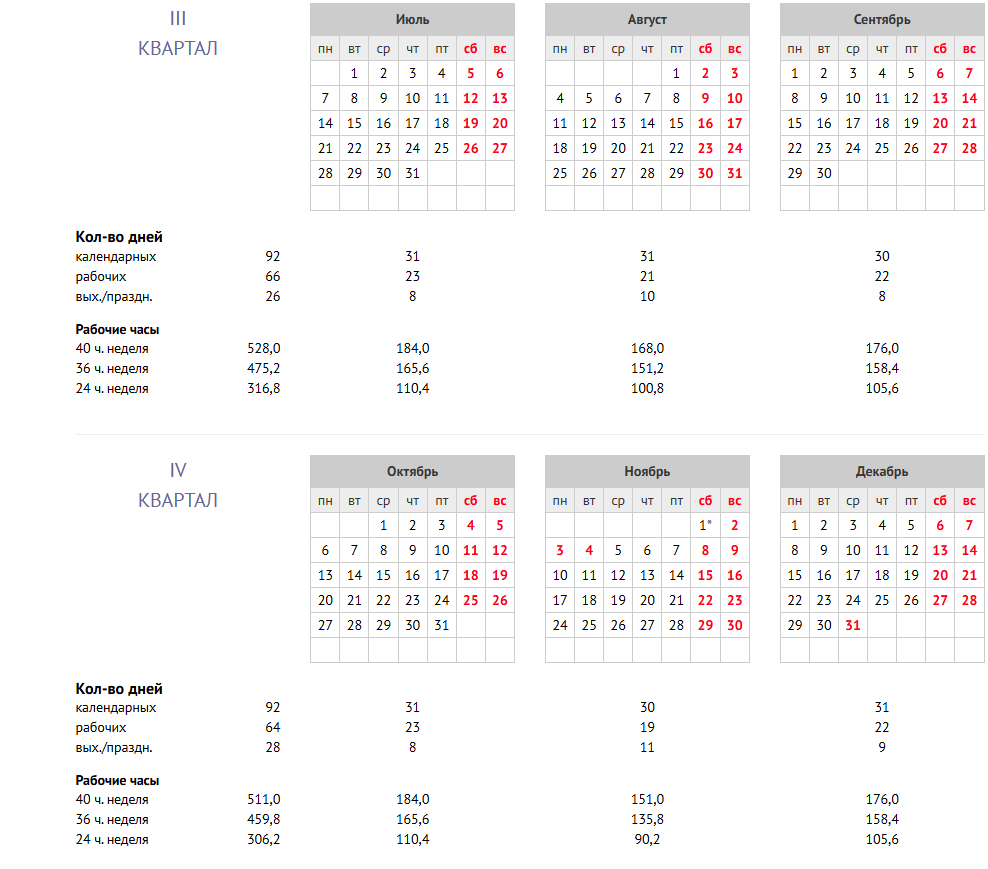 III
КВАРТАЛ
Июль Август Сентябрь
пн вт ср чт пт сб вс пн вт ср чт пт сб вс пн вт ср чт пт сб вс
1 2 3 4 5 6 1 2 3 1 2 3 4 5 6 7
7 8 9 10 11 12 13 4 5 6 7 8 9 10 8 9 10 11 12 13 14
14 15 16 17 18 19 20 11 12 13 14 15 16 17 15 16 17 18 19 20 21
21 22 23 24 25 26 27 18 19 20 21 22 23 24 22 23 24 25 26 27 28
28 29 30 31 25 26 27 28 29 30 31 29 30
Кол-во дней
календарных 92 31 31 30
рабочих 66 23 21 22
вых./праздн. 26 8 10 8
Рабочие часы
40 ч. неделя 528,0 184,0 168,0 176,0
36 ч. неделя 475,2 165,6 151,2 158,4
24 ч. неделя 316,8 110,4 100,8 105,6
IV
КВАРТАЛ
Октябрь Ноябрь Декабрь
пн вт ср чт пт сб вс пн вт ср чт пт сб вс пн вт ср чт пт сб вс
1 2 3 4 5 1* 2 1 2 3 4 5 6 7
6 7 8 9 10 11 12 3 4 5 6 7 8 9 8 9 10 11 12 13 14
13 14 15 16 17 18 19 10 11 12 13 14 15 16 15 16 17 18 19 20 21
20 21 22 23 24 25 26 17 18 19 20 21 22 23 22 23 24 25 26 27 28
27 28 29 30 31 24 25 26 27 28 29 30 29 30 31
Кол-во дней
календарных 92 31 30 31
рабочих 64 23 19 22
вых./праздн. 28 8 11 9
Рабочие часы
40 ч. неделя 511,0 184,0 151,0 176,0
36 ч. неделя 459,8 165,6 135,8 158,4
24 ч. неделя 306,2 110,4 90,2 105,6